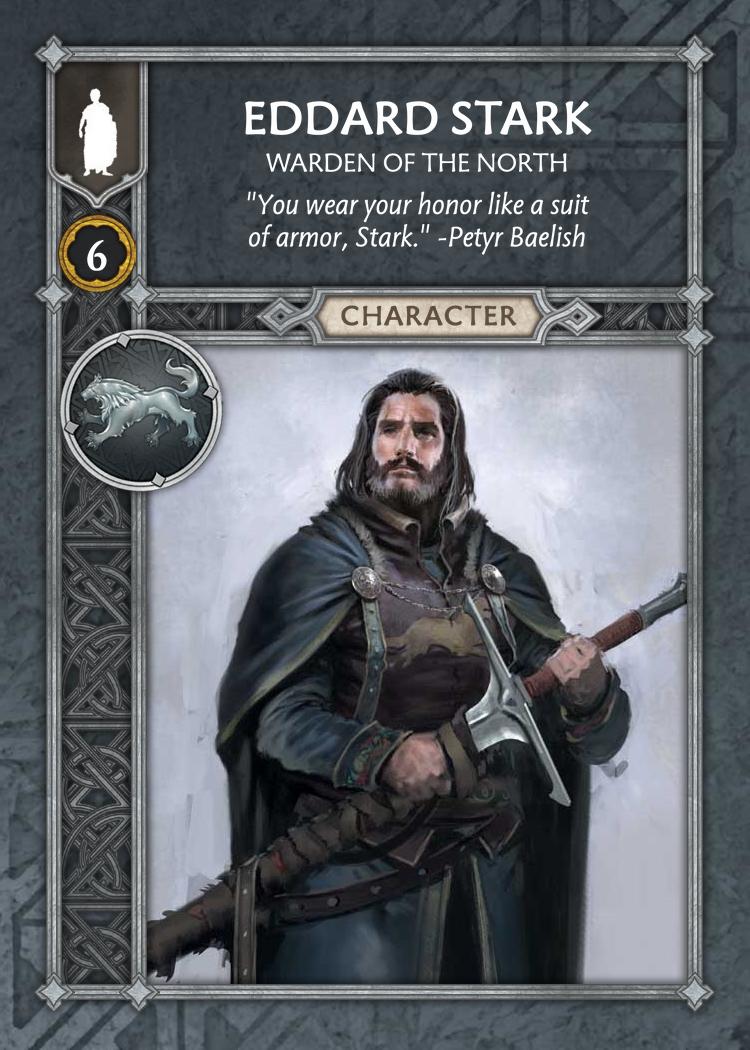 EDDARD STARK
WARDEN OF THE NORTH
"You wear your honor like a suit
of armor, Stark." -Petyr Baelish
6
CHARACTER